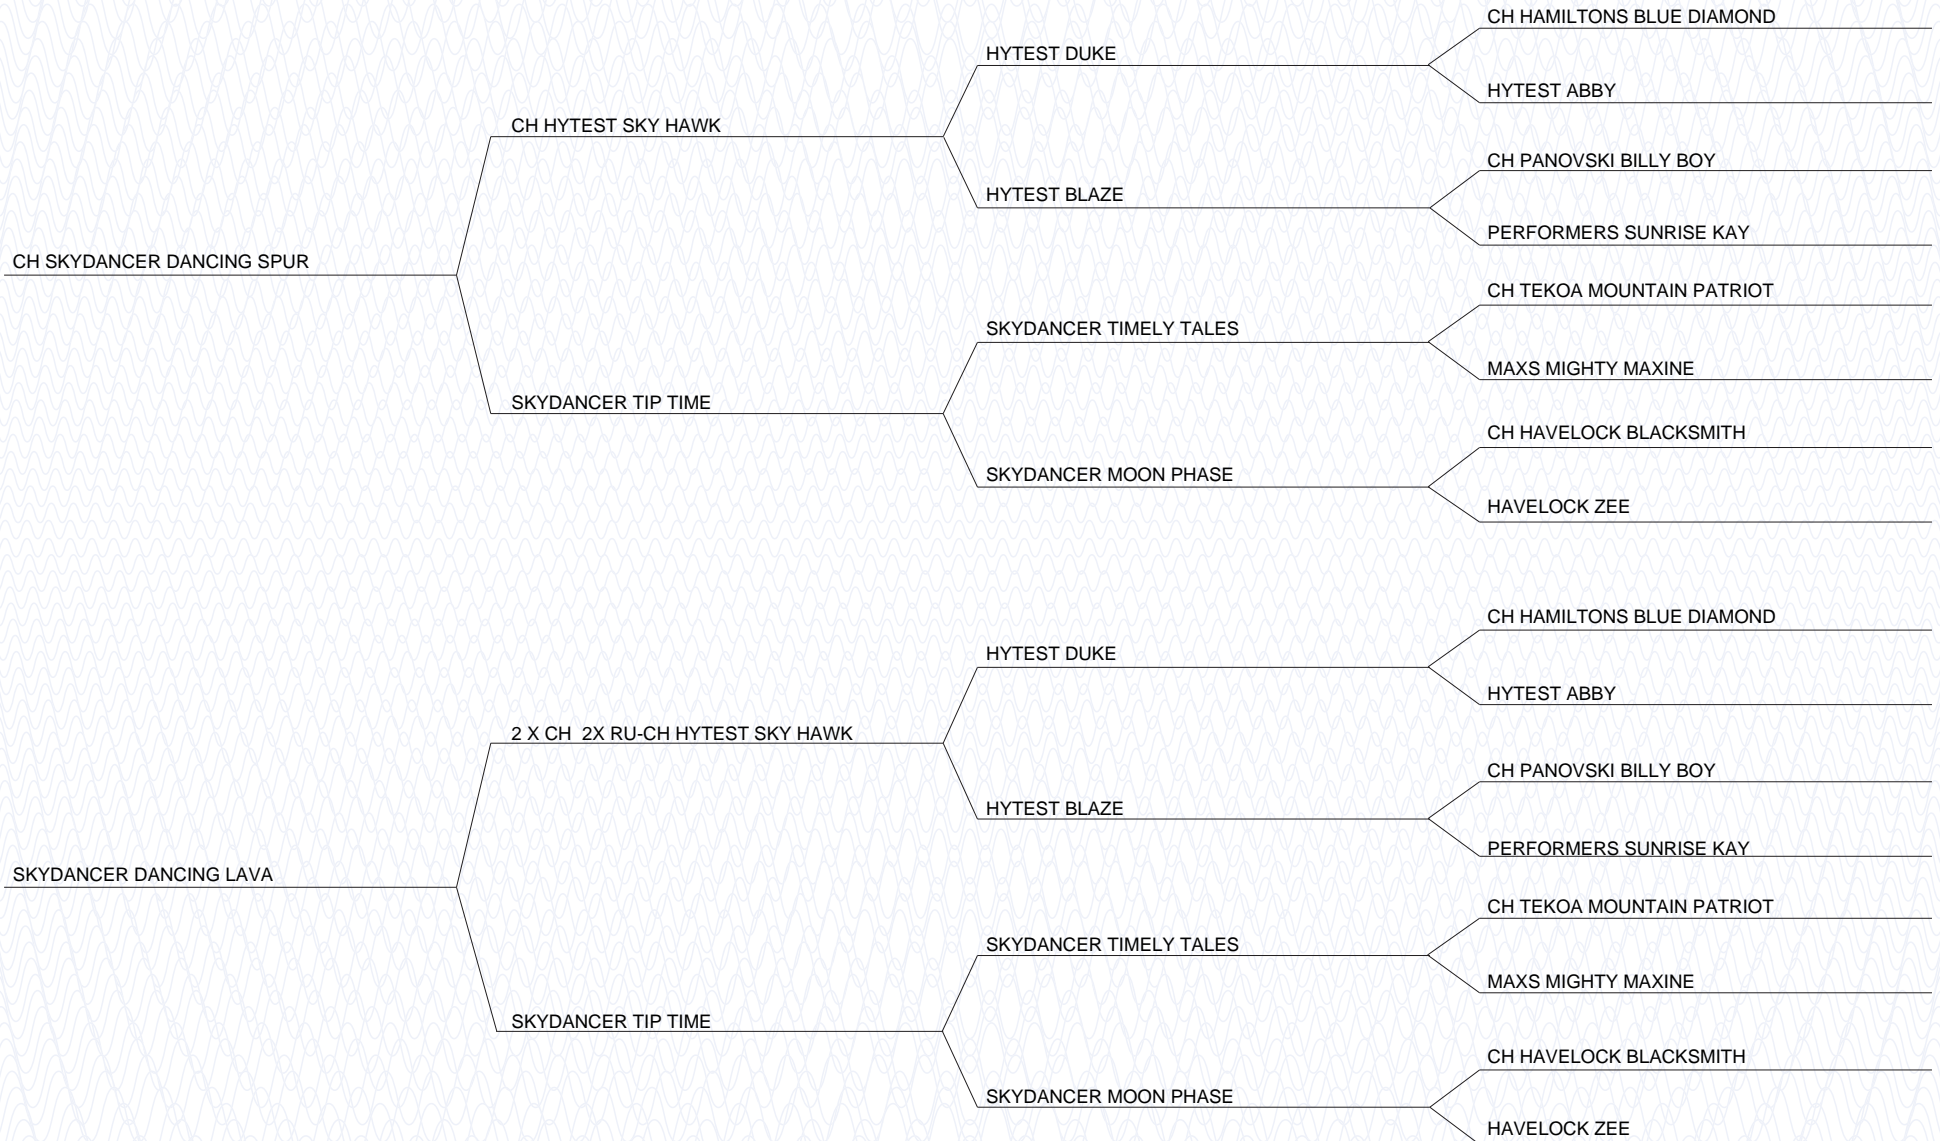 CH HAMILTONS BLUE DIAMOND
HYTEST DUKE
HYTEST ABBY
CH HYTEST SKY HAWK
CH PANOVSKI BILLY BOY
HYTEST BLAZE
PERFORMERS SUNRISE KAY
CH SKYDANCER DANCING SPUR
CH TEKOA MOUNTAIN PATRIOT
SKYDANCER TIMELY TALES
MAXS MIGHTY MAXINE
SKYDANCER TIP TIME
CH HAVELOCK BLACKSMITH
SKYDANCER MOON PHASE
HAVELOCK ZEE
CH HAMILTONS BLUE DIAMOND
HYTEST DUKE
HYTEST ABBY
2 X CH  2X RU-CH HYTEST SKY HAWK
CH PANOVSKI BILLY BOY
HYTEST BLAZE
PERFORMERS SUNRISE KAY
SKYDANCER DANCING LAVA
CH TEKOA MOUNTAIN PATRIOT
SKYDANCER TIMELY TALES
MAXS MIGHTY MAXINE
SKYDANCER TIP TIME
CH HAVELOCK BLACKSMITH
SKYDANCER MOON PHASE
HAVELOCK ZEE